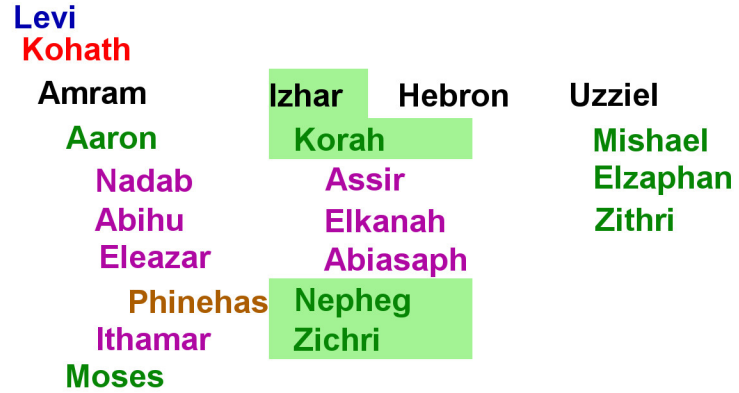 Levi
Kohath
Amram Izhar Hebron Uzziel
Aaron Korah Mishael
Nadab Assir Elzaphan
Abihu Elkanah Zithri
Eleazar Abiasaph
Phinehas Nepheg
Ithamar Zichri
Moses